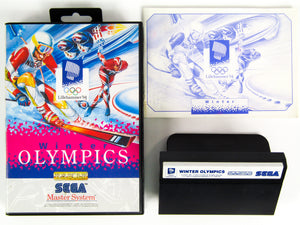 Lillehammer '94
Winter
OLYMPICS
SEGA
Master System
Lillehammer '94
Winter
WINTER OLYMPICS
SEGA